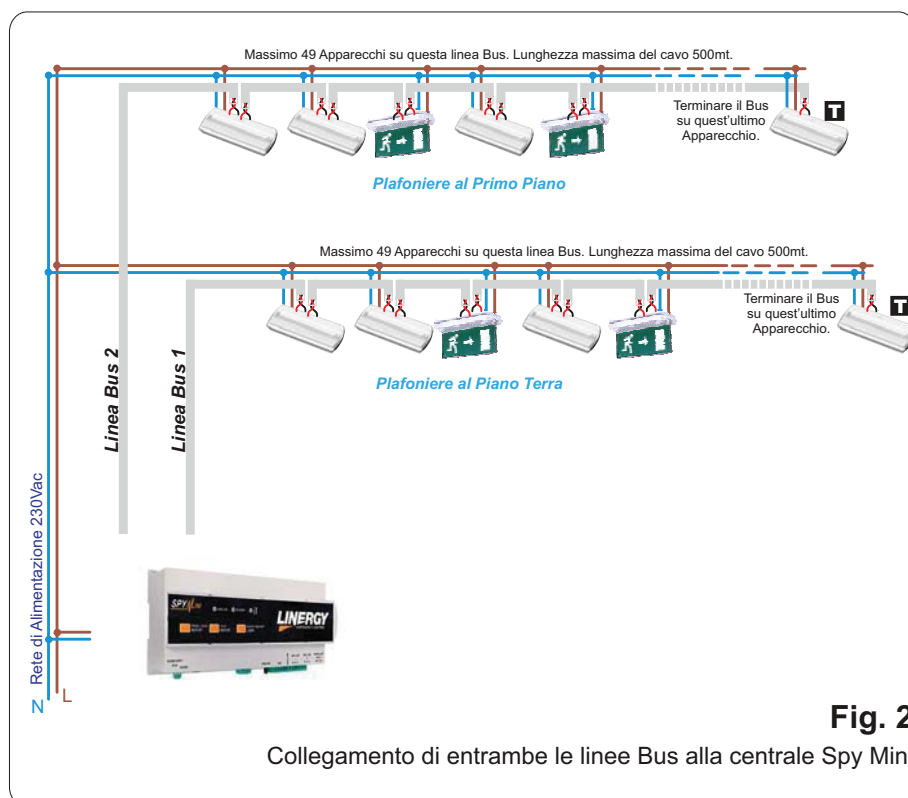 Massimo 49 Apparecchi su questa linea Bus. Lunghezza massima del cavo 500mt.
Terminare il Bus
su quest'ultimo
Apparecchio.
T
Plafoniere al Primo Piano
Massimo 49 Apparecchi su questa linea Bus. Lunghezza massima del cavo 500mt.
Terminare il Bus
su quest'ultimo
Apparecchio.
T
Plafoniere al Piano Terra
Linea Bus 2
Linea Bus 1
Rete di Alimentazione 230Vac
N
L
SPY
LINERGY
Fig. 2
Collegamento di entrambe le linee Bus alla centrale Spy Min